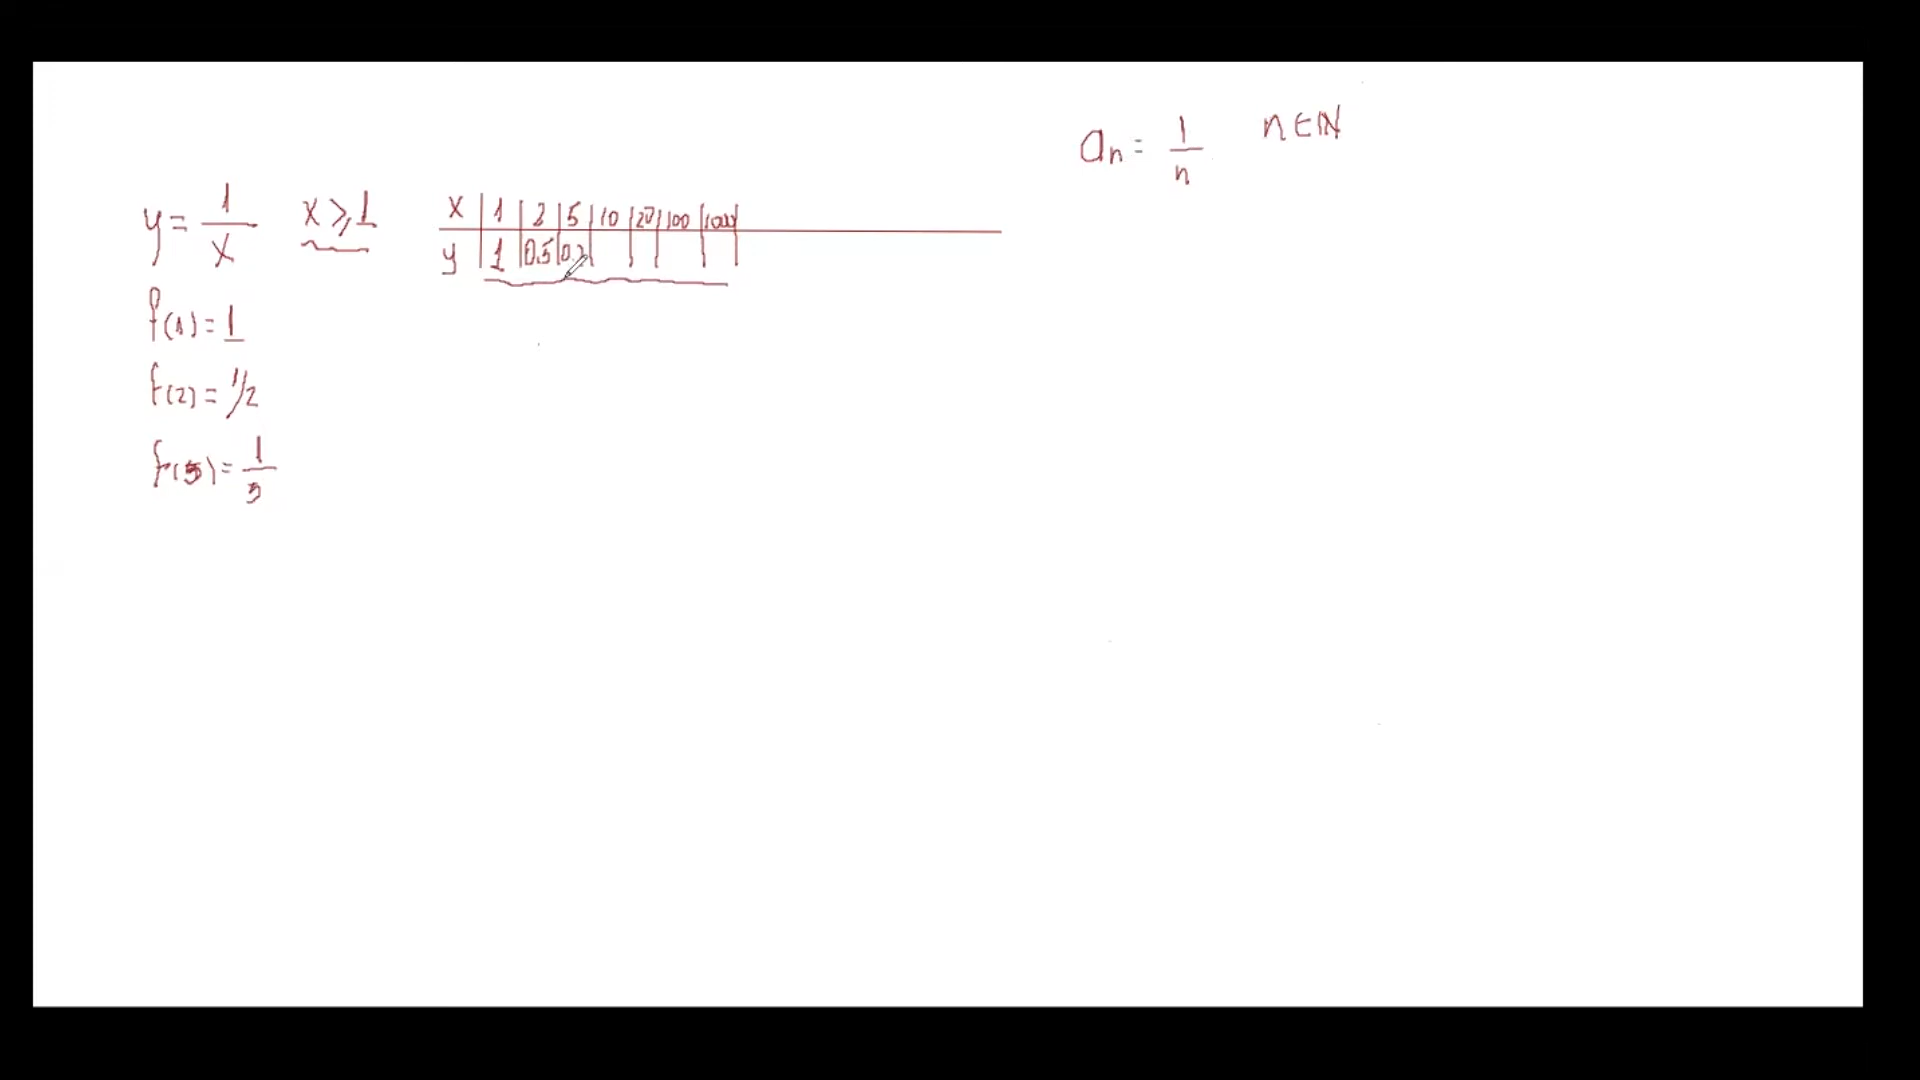 aₙ = 1/n n∈ℕ
y = 1/x x ≥ 1
x | 1 | 2 | 5 | 10 | 20 | 100 | 1000
y | 1 | 0.5 | 0.2
f(1) = 1
f(2) = 1/2
f(5) = 1/5